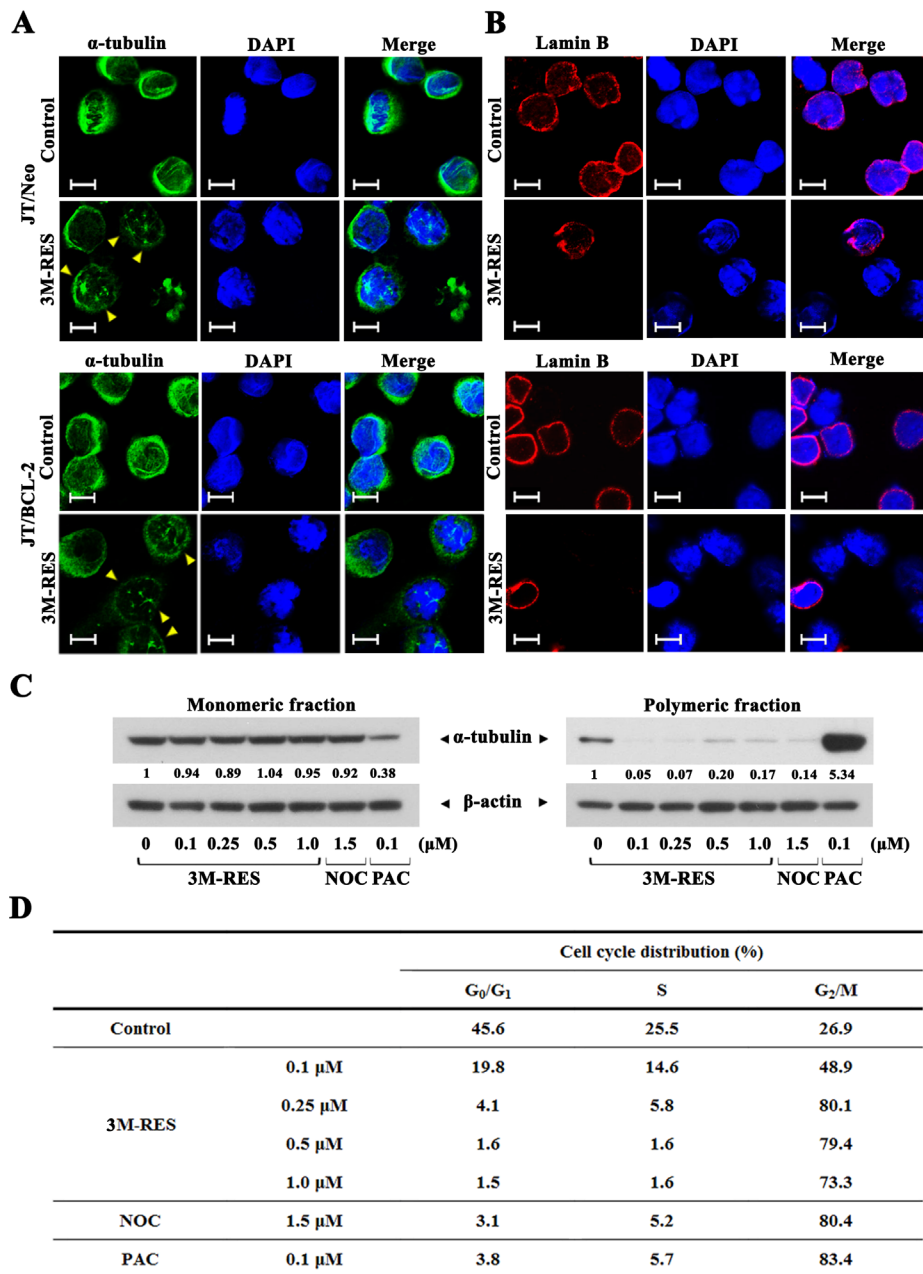 A
α-tubulin DAPI Merge
JT/Neo
Control
3M-RES
α-tubulin DAPI Merge
JT/BCL-2
Control
3M-RES
B
Lamin B DAPI Merge
Control
3M-RES
Lamin B DAPI Merge
Control
3M-RES
C
Monomeric fraction Polymeric fraction
α-tubulin
1 0.94 0.89 1.04 0.95 0.92 0.38 1 0.05 0.07 0.20 0.17 0.14 5.34
β-actin
0 0.1 0.25 0.5 1.0 1.5 0.1 (μM) 0 0.1 0.25 0.5 1.0 1.5 0.1 (μM)
3M-RES NOC PAC 3M-RES NOC PAC
D
Cell cycle distribution (%)
G₀/G₁ S G₂/M
Control 45.6 25.5 26.9
0.1 μM 19.8 14.6 48.9
0.25 μM 4.1 5.8 80.1
3M-RES
0.5 μM 1.6 1.6 79.4
1.0 μM 1.5 1.6 73.3
NOC 1.5 μM 3.1 5.2 80.4
PAC 0.1 μM 3.8 5.7 83.4